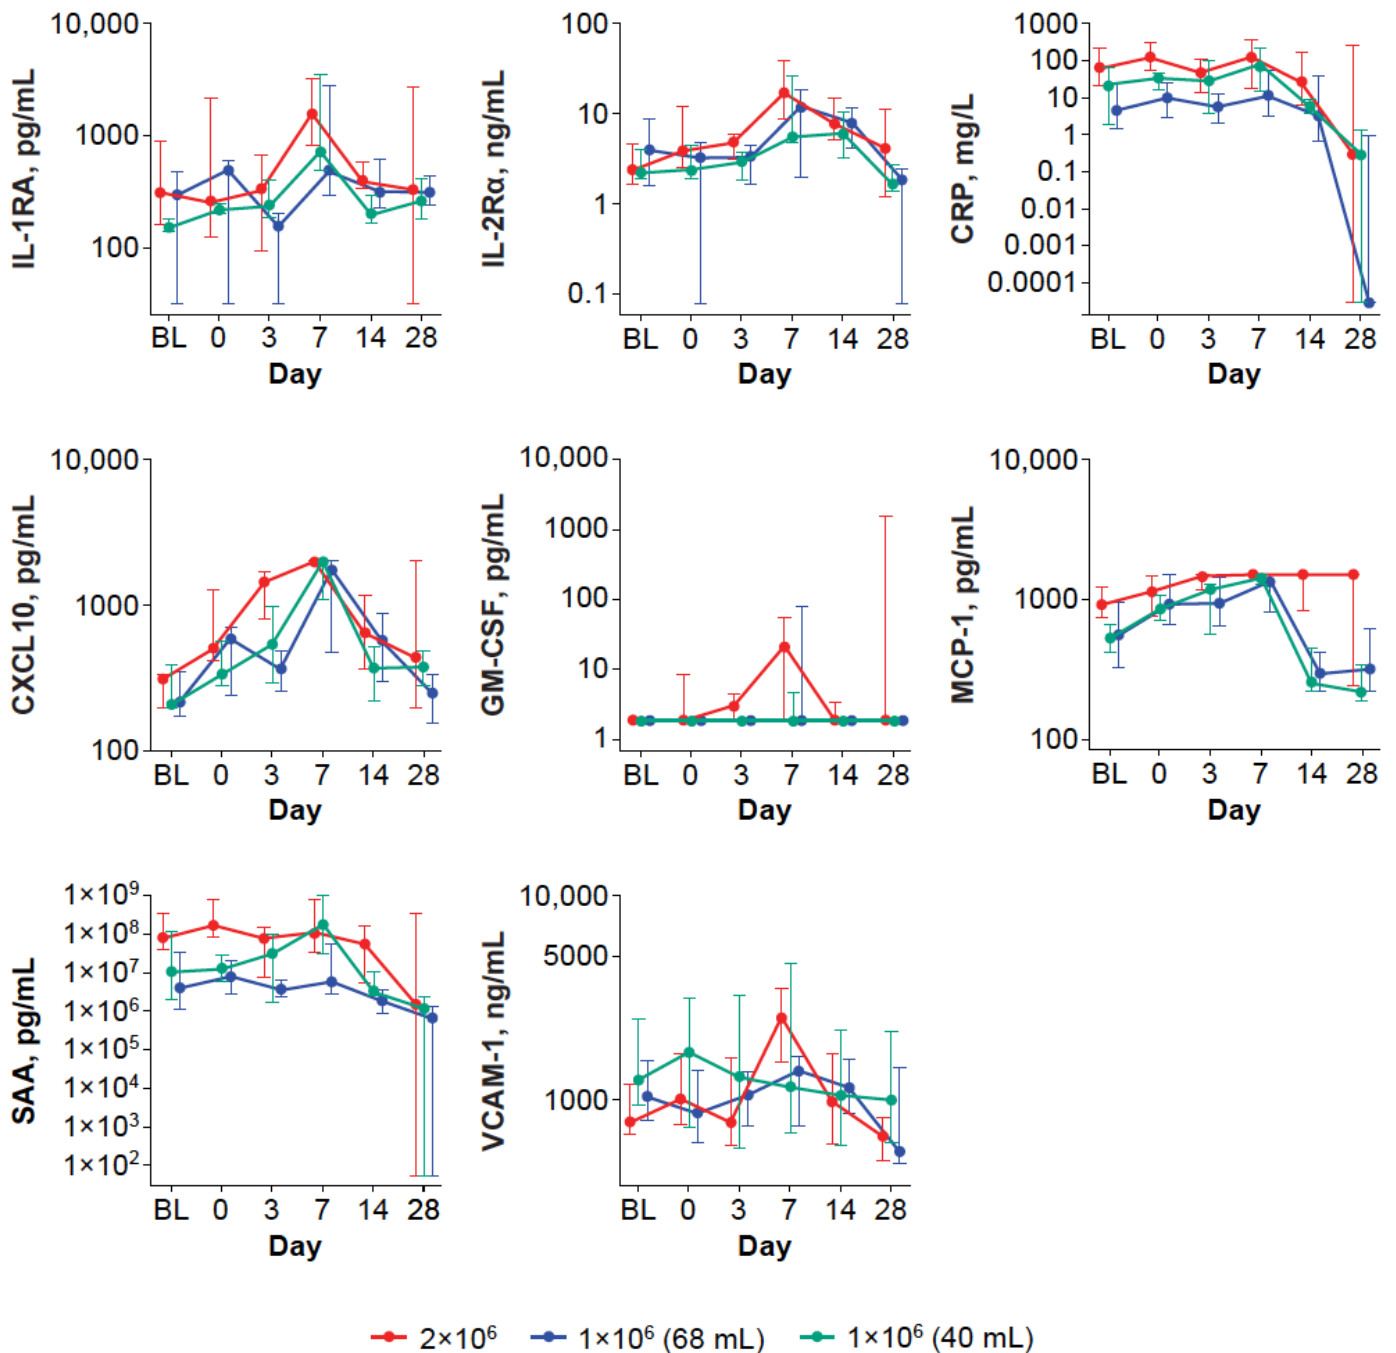 IL-1RA, pg/mL
10,000
1000
100
BL 0 3 7 14 28
Day
IL-2Rα, ng/mL
100
10
1
0.1
BL 0 3 7 14 28
Day
CRP, mg/L
1000
100
10
1
0.1
0.01
0.001
0.0001
BL 0 3 7 14 28
Day
CXCL10, pg/mL
10,000
1000
100
BL 0 3 7 14 28
Day
GM-CSF, pg/mL
10,000
1000
100
10
1
BL 0 3 7 14 28
Day
MCP-1, pg/mL
10,000
1000
100
BL 0 3 7 14 28
Day
SAA, pg/mL
1×10⁹
1×10⁸
1×10⁷
1×10⁶
1×10⁵
1×10⁴
1×10³
1×10²
BL 0 3 7 14 28
Day
VCAM-1, ng/mL
10,000
5000
1000
BL 0 3 7 14 28
Day
2×10⁶ 1×10⁶ (68 mL) 1×10⁶ (40 mL)